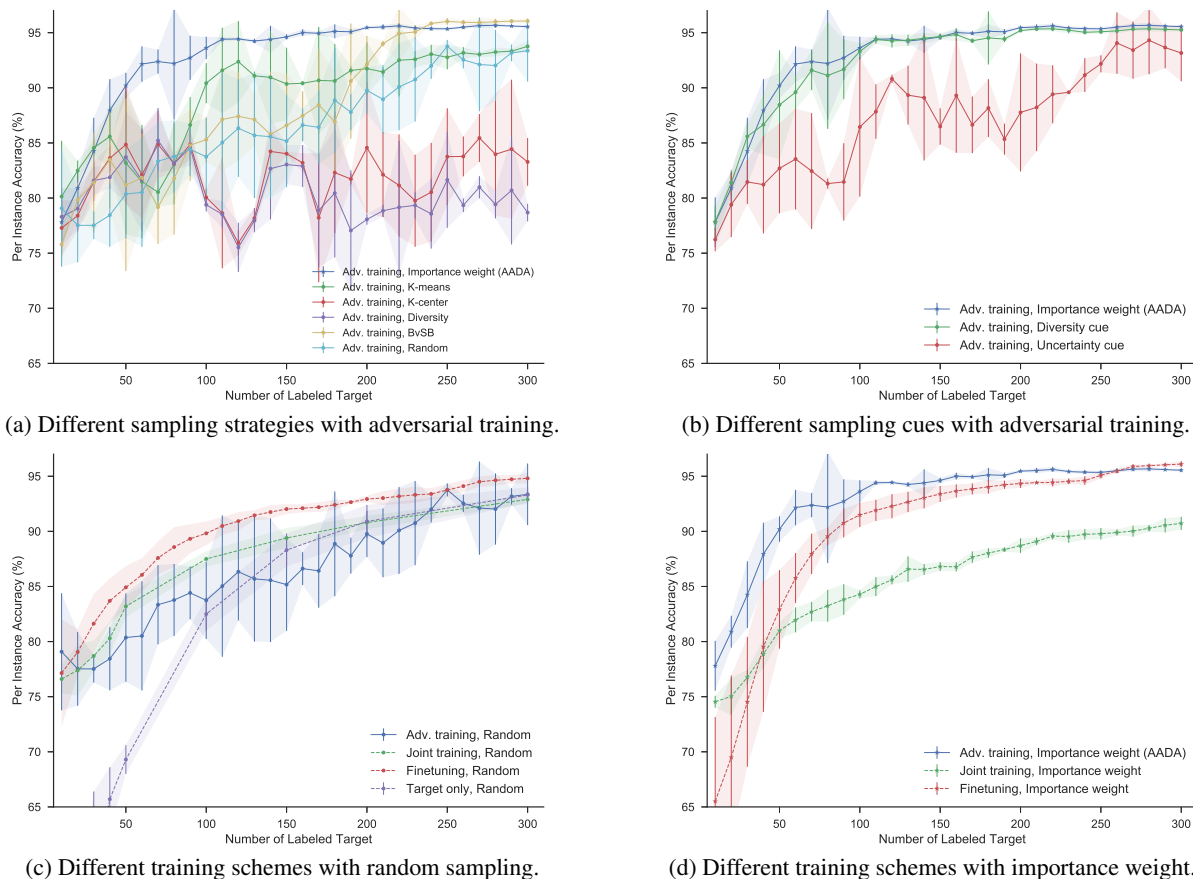 95
90
85
80
75
70
65
Per Instance Accuracy (%)
50 100 150 200 250 300
Number of Labeled Target
Adv. training, Importance weight (AADA)
Adv. training, K-means
Adv. training, K-center
Adv. training, Diversity
Adv. training, BvSB
Adv. training, Random
(a) Different sampling strategies with adversarial training.
95
90
85
80
75
70
65
Per Instance Accuracy (%)
50 100 150 200 250 300
Number of Labeled Target
Adv. training, Importance weight (AADA)
Adv. training, Diversity cue
Adv. training, Uncertainty cue
(b) Different sampling cues with adversarial training.
95
90
85
80
75
70
65
Per Instance Accuracy (%)
50 100 150 200 250 300
Number of Labeled Target
Adv. training, Random
Joint training, Random
Finetuning, Random
Target only, Random
(c) Different training schemes with random sampling.
95
90
85
80
75
70
65
Per Instance Accuracy (%)
50 100 150 200 250 300
Number of Labeled Target
Adv. training, Importance weight (AADA)
Joint training, Importance weight
Finetuning, Importance weight
(d) Different training schemes with importance weight.